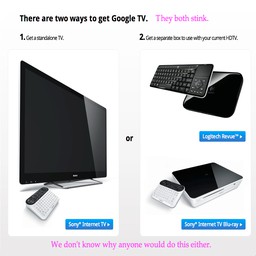 There are two ways to get Google TV. They both stink.
1. Get a standalone TV.
2. Get a separate box to use with your current HDTV.
Logitech Revue™ ▸
or
Sony® Internet TV ▸
Sony® Internet TV Blu-ray ▸
We don't know why anyone would do this either.